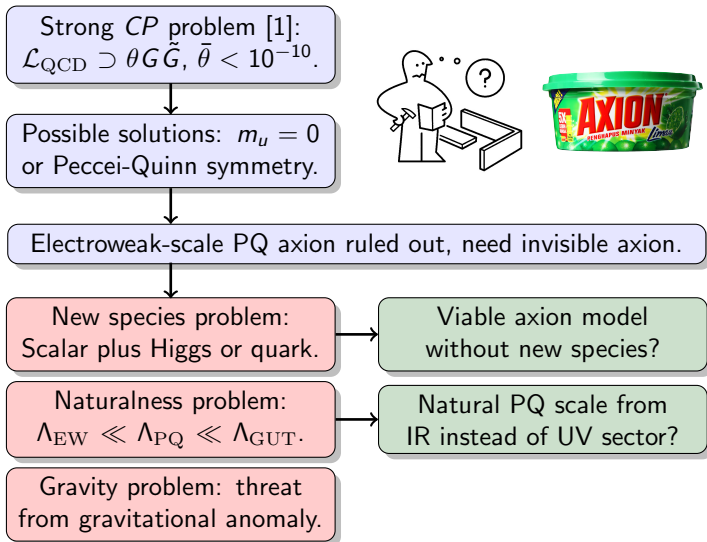 Strong CP problem [1]:
ℒ_QCD ⊃ θGG̃, θ̄ < 10⁻¹⁰.
?
AXION
PENGHAPUS MINYAK
Limau
Possible solutions: m_u = 0
or Peccei-Quinn symmetry.
Electroweak-scale PQ axion ruled out, need invisible axion.
New species problem:
Scalar plus Higgs or quark.
Viable axion model
without new species?
Naturalness problem:
Λ_EW ≪ Λ_PQ ≪ Λ_GUT.
Natural PQ scale from
IR instead of UV sector?
Gravity problem: threat
from gravitational anomaly.